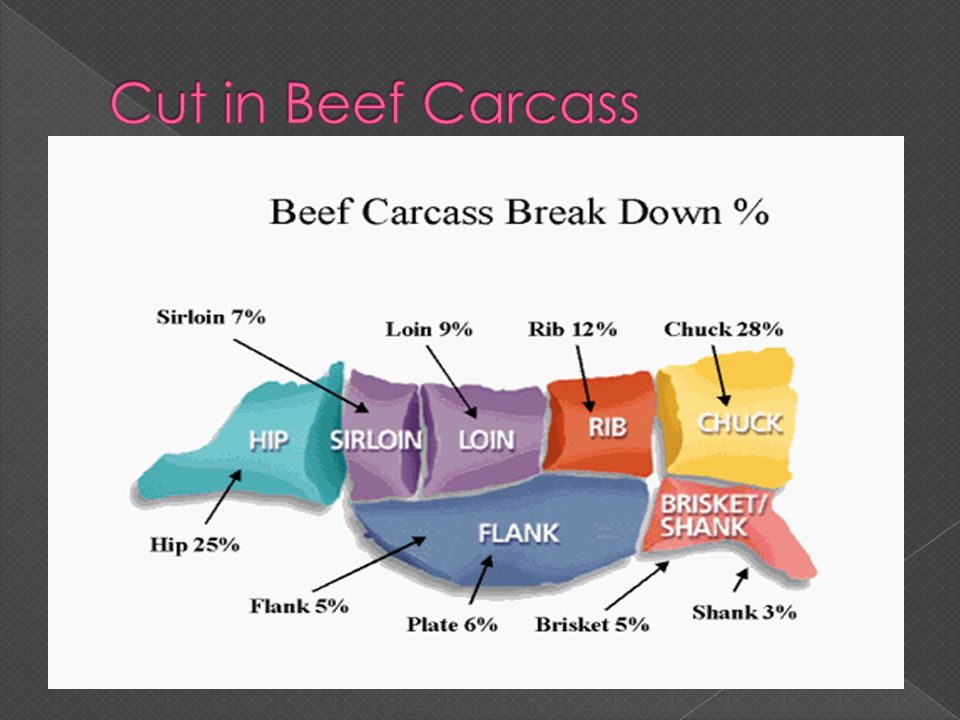 Cut in Beef Carcass
Beef Carcass Break Down %
Sirloin 7%
Loin 9%
Rib 12%
Chuck 28%
HIP
SIRLOIN
LOIN
RIB
CHUCK
BRISKET/
SHANK
FLANK
Hip 25%
Flank 5%
Plate 6%
Brisket 5%
Shank 3%